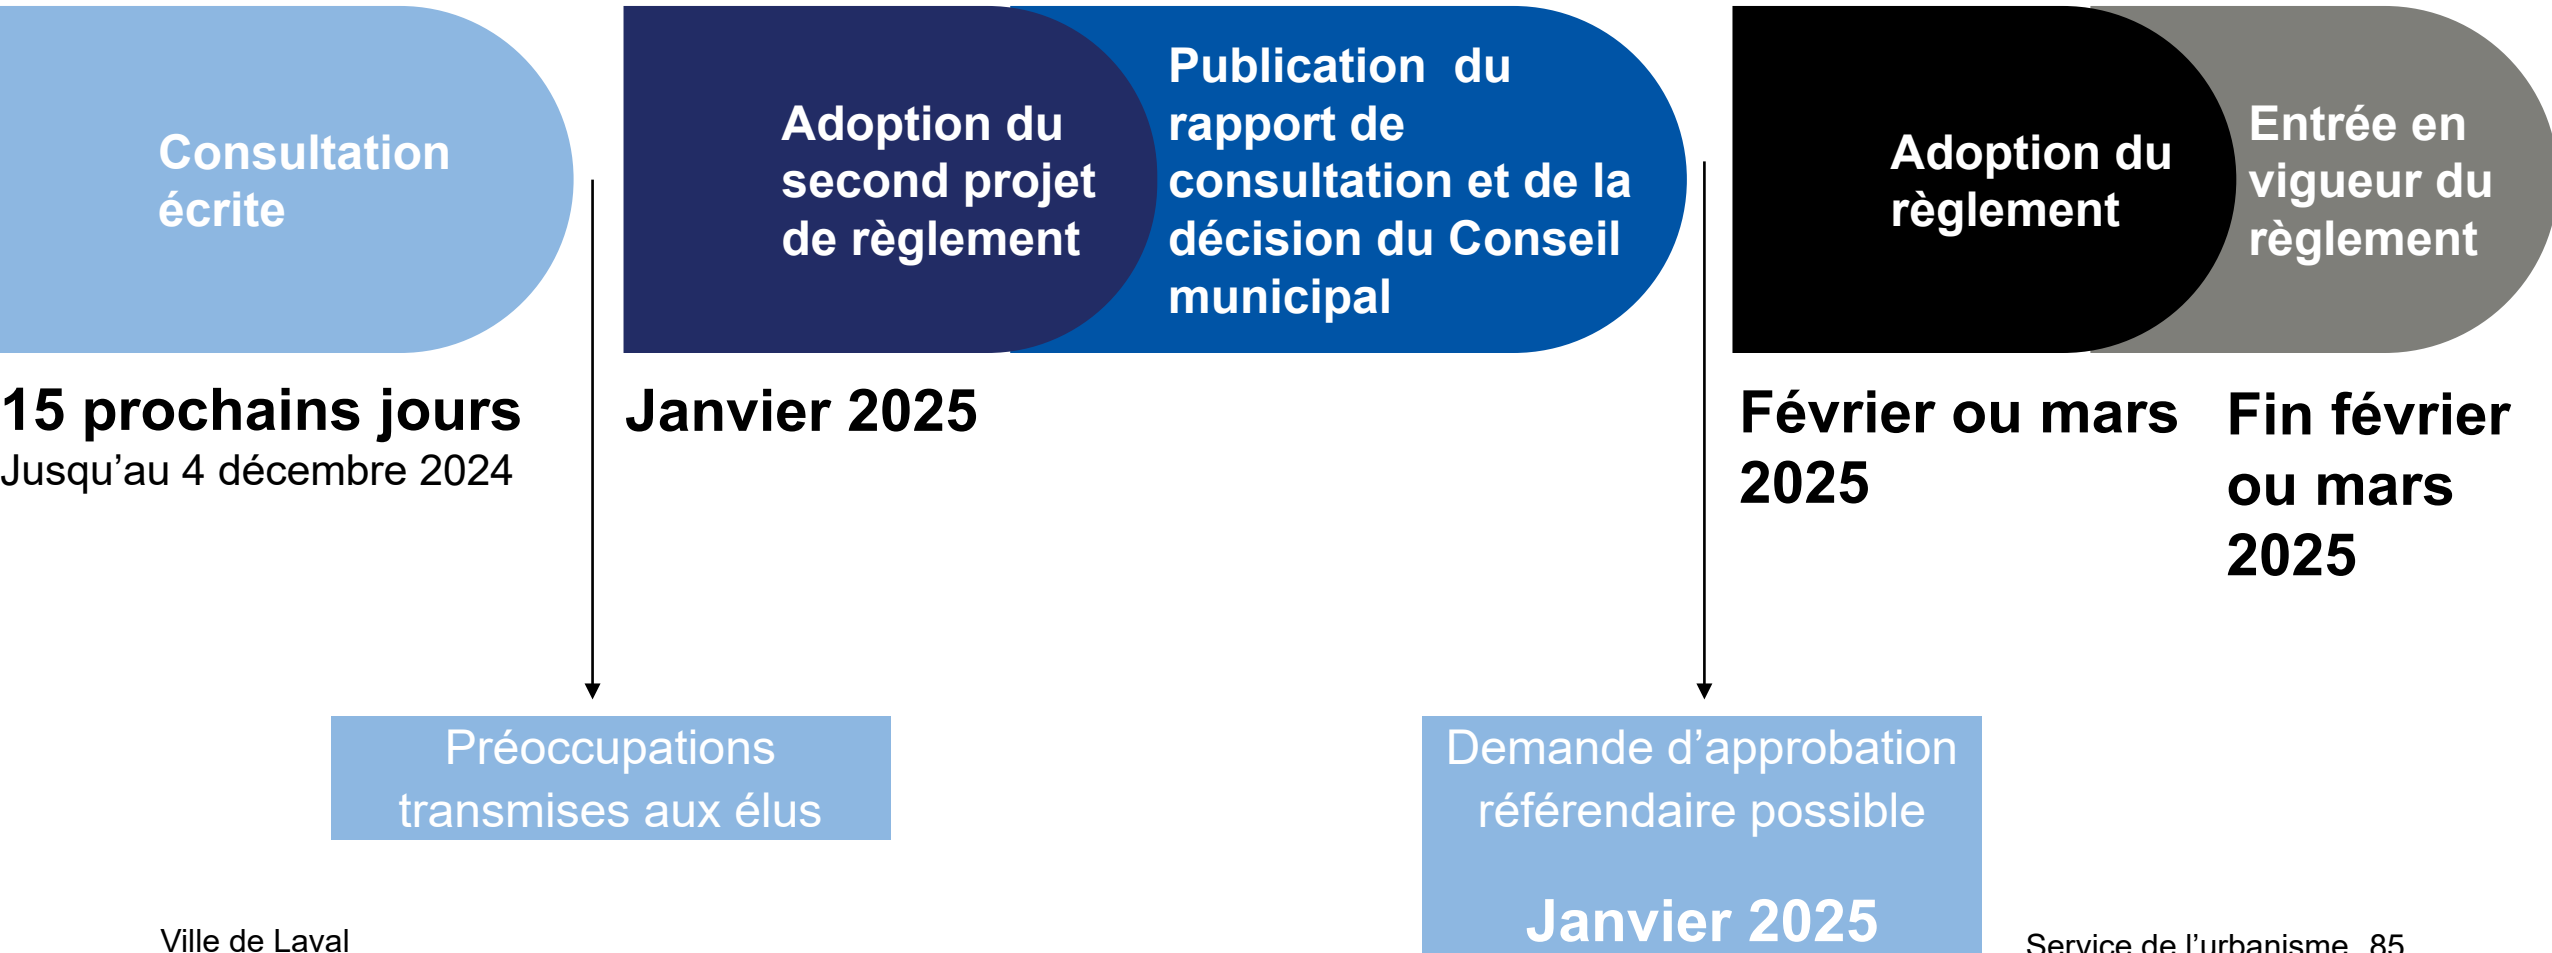 Consultation
écrite
Adoption du
second projet
de règlement
Publication  du
rapport de
consultation et de la
décision du Conseil
municipal
Adoption du
règlement
Entrée en
vigueur du
règlement
15 prochains jours
Jusqu’au 4 décembre 2024
Janvier 2025
Février ou mars
2025
Fin février
ou mars
2025
Préoccupations
transmises aux élus
Demande d’approbation
référendaire possible
Janvier 2025
Ville de Laval
Service de l’urbanisme  85